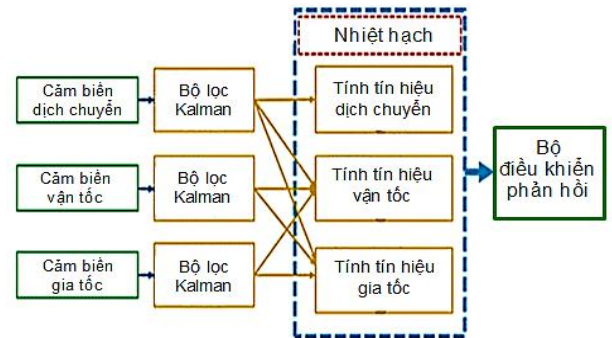 Nhiệt hạch
Cảm biến
dịch chuyển
Bộ lọc
Kalman
Tính tín hiệu
dịch chuyển
Cảm biến
vận tốc
Bộ lọc
Kalman
Tính tín hiệu
vận tốc
Bộ
điều khiển
phản hồi
Cảm biến
gia tốc
Bộ lọc
Kalman
Tính tín hiệu
gia tốc